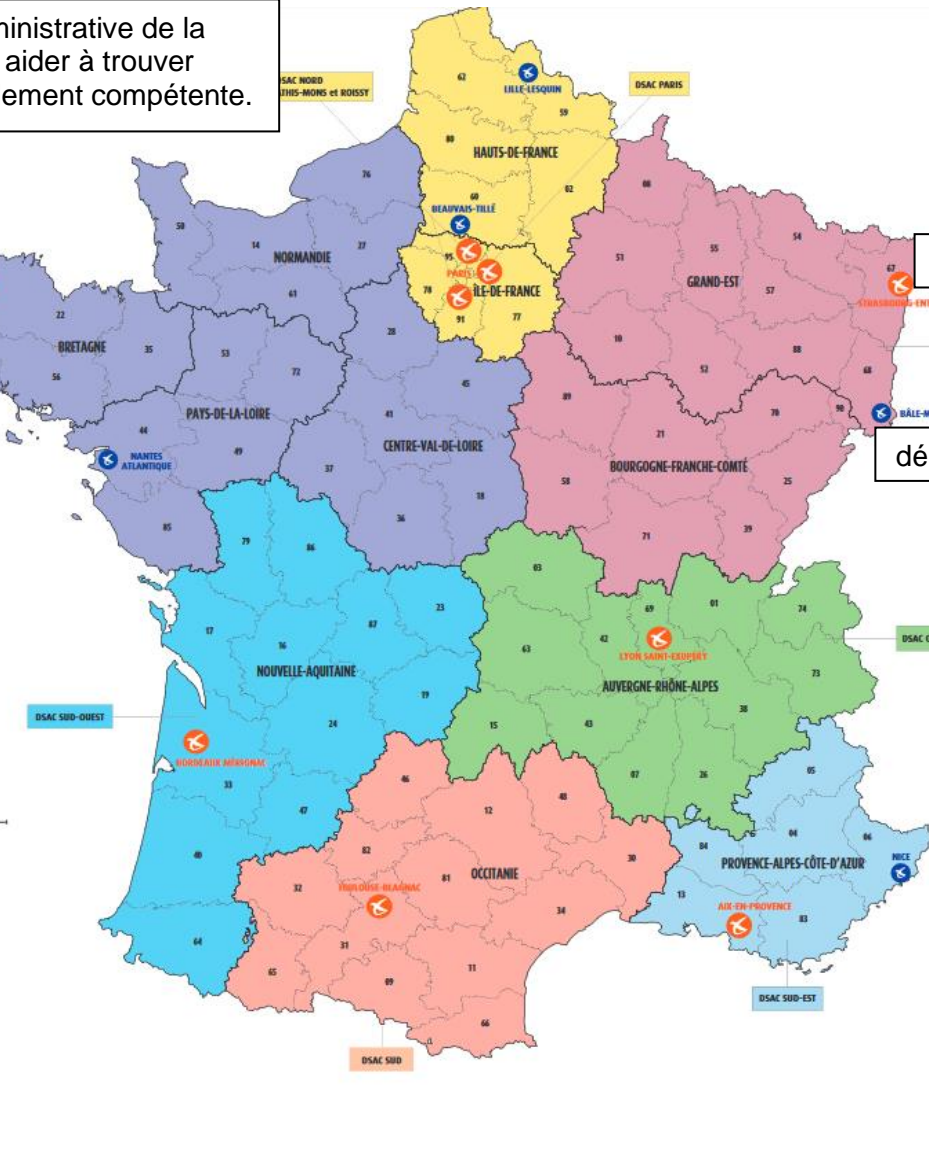 ministrative de la
aider à trouver
ement compétente.
DSAC NORD
ATHIS-MONS et ROISSY
DSAC PARIS
62
LILLE-LESQUIN
59
80
HAUTS-DE-FRANCE
02
60
BEAUVAIS-TILLÉ
95
PARIS
78
ÎLE-DE-FRANCE
91
77
76
50
14
27
NORMANDIE
61
22
BRETAGNE
35
56
53
72
PAYS-DE-LA-LOIRE
44
49
NANTES
ATLANTIQUE
85
28
45
41
CENTRE-VAL-DE-LOIRE
37
18
36
08
51
55
54
67
GRAND-EST
57
STRASBOURG-ENT
10
52
88
68
BÂLE-M
dé
89
21
70
90
BOURGOGNE-FRANCHE-COMTÉ
58
25
71
39
79
86
17
16
87
23
NOUVELLE-AQUITAINE
19
24
DSAC SUD-OUEST
BORDEAUX MÉRIGNAC
33
47
40
64
03
69
01
74
63
42
LYON SAINT-EXUPÉRY
DSAC C
73
AUVERGNE-RHÔNE-ALPES
38
15
43
07
26
46
12
48
82
30
32
TOULOUSE-BLAGNAC
81
OCCITANIE
34
31
65
09
11
66
DSAC SUD
05
04
06
84
PROVENCE-ALPES-CÔTE-D'AZUR
NICE
13
AIX-EN-PROVENCE
83
DSAC SUD-EST